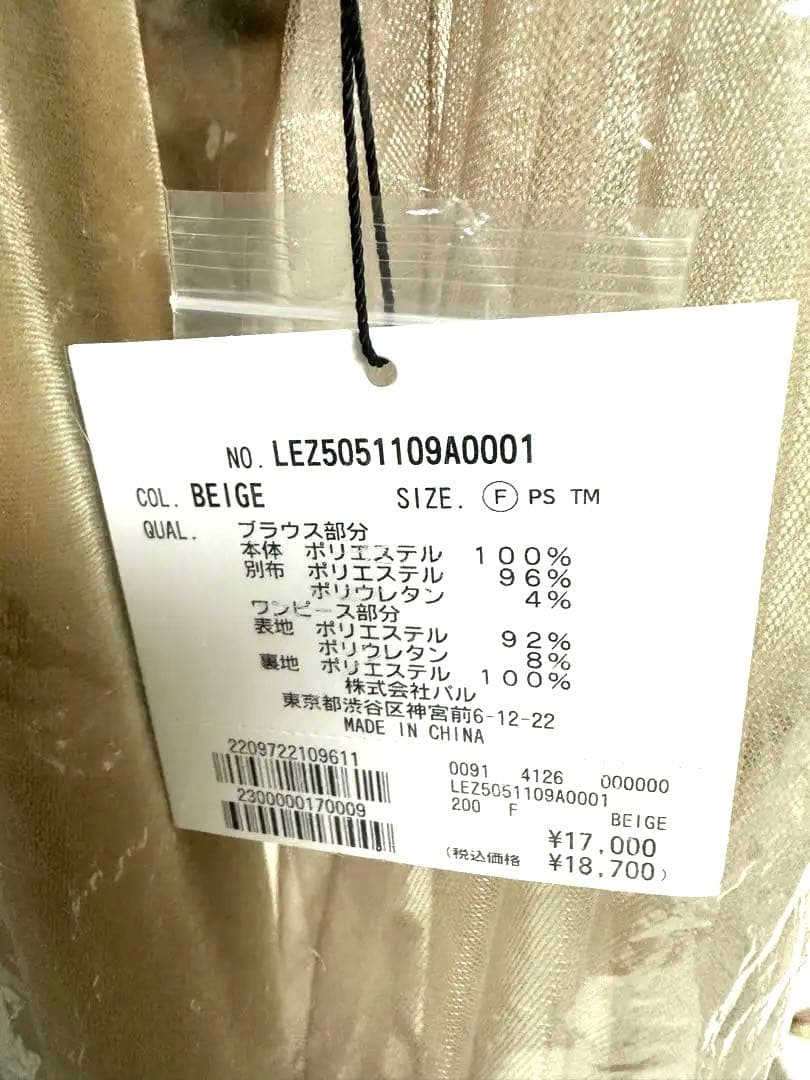 NO. LEZ5051109A0001
COL. BEIGE SIZE. F PS TM
QUAL. ブラウス部分
本体 ポリエステル 100%
別布 ポリエステル 96%
ポリウレタン 4%
ワンピース部分
表地 ポリエステル 92%
ポリウレタン 8%
裏地 ポリエステル 100%
株式会社パル
東京都渋谷区神宮前6-12-22
MADE IN CHINA
2209722109611
2300000170009
0091 4126 000000
LEZ5051109A0001
200 F BEIGE
¥17,000
(税込価格 ¥18,700)